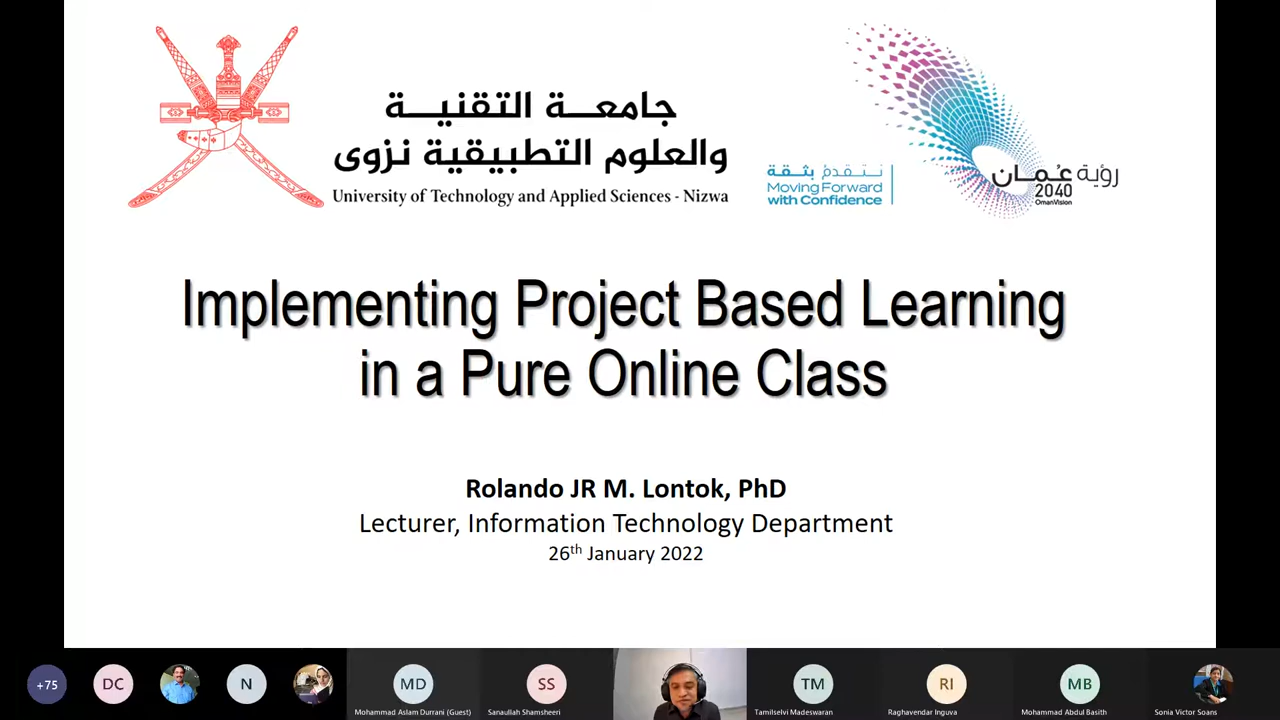 جامعة التقنية
والعلوم التطبيقية نزوى
University of Technology and Applied Sciences - Nizwa
نتقدم بثقة
Moving Forward
with Confidence
رؤية عُمان
2040
OmanVision
Implementing Project Based Learning
in a Pure Online Class
Rolando JR M. Lontok, PhD
Lecturer, Information Technology Department
26th January 2022
+75
DC
N
MD
SS
TM
RI
MB
Mohammad Aslam Durrani (Guest)
Sanaullah Shamsheeri
Tamilselvi Madeswaran
Raghavendar Inguva
Mohammad Abdul Basith
Sonia Victor Soans